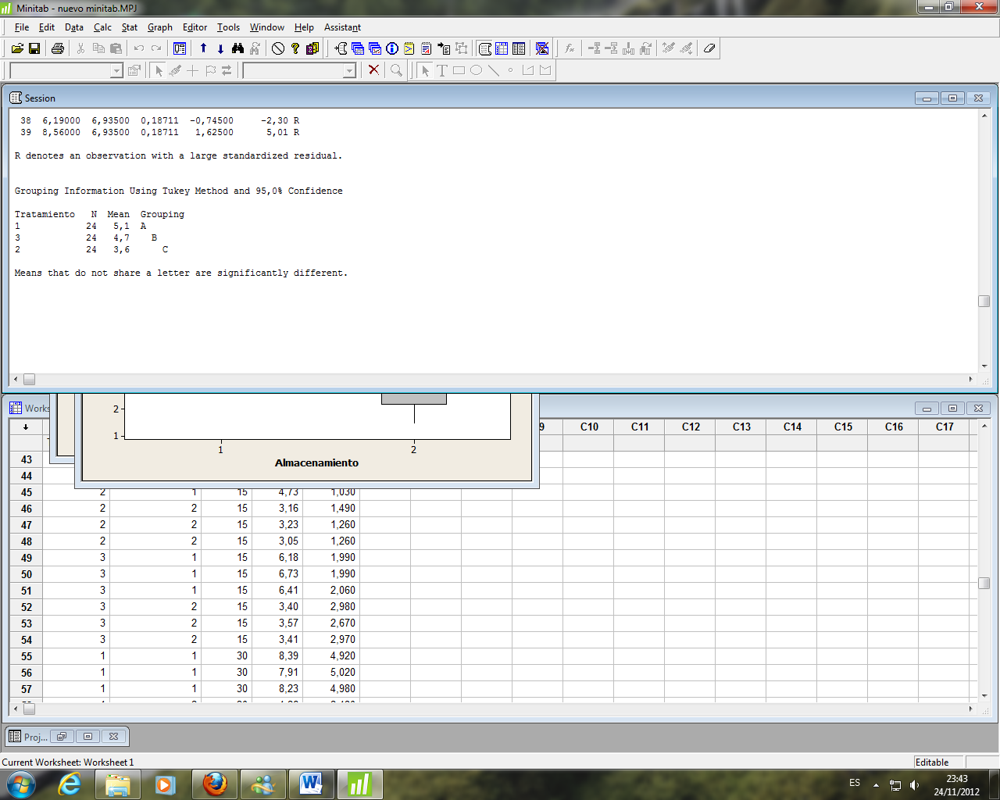 Minitab - nuevo minitab.MPJ
File Edit Data Calc Stat Graph Editor Tools Window Help Assistant
Session
38 6,19000 6,93500 0,18711 -0,74500 -2,30 R
39 8,56000 6,93500 0,18711 1,62500 5,01 R
R denotes an observation with a large standardized residual.
Grouping Information Using Tukey Method and 95,0% Confidence
Tratamiento N Mean Grouping
1 24 5,1 A
3 24 4,7 B
2 24 3,6 C
Means that do not share a letter are significantly different.
Works
2
1
1 2
Almacenamiento
9 C10 C11 C12 C13 C14 C15 C16 C17
43
44
45 2 1 15 4,73 1,030
46 2 2 15 3,16 1,490
47 2 2 15 3,23 1,260
48 2 2 15 3,05 1,260
49 3 1 15 6,18 1,990
50 3 1 15 6,73 1,990
51 3 1 15 6,41 2,060
52 3 2 15 3,40 2,980
53 3 2 15 3,57 2,670
54 3 2 15 3,41 2,970
55 1 1 30 8,39 4,920
56 1 1 30 7,91 5,020
57 1 1 30 8,23 4,980
Proj...
Current Worksheet: Worksheet 1
Editable
ES
23:43
24/11/2012